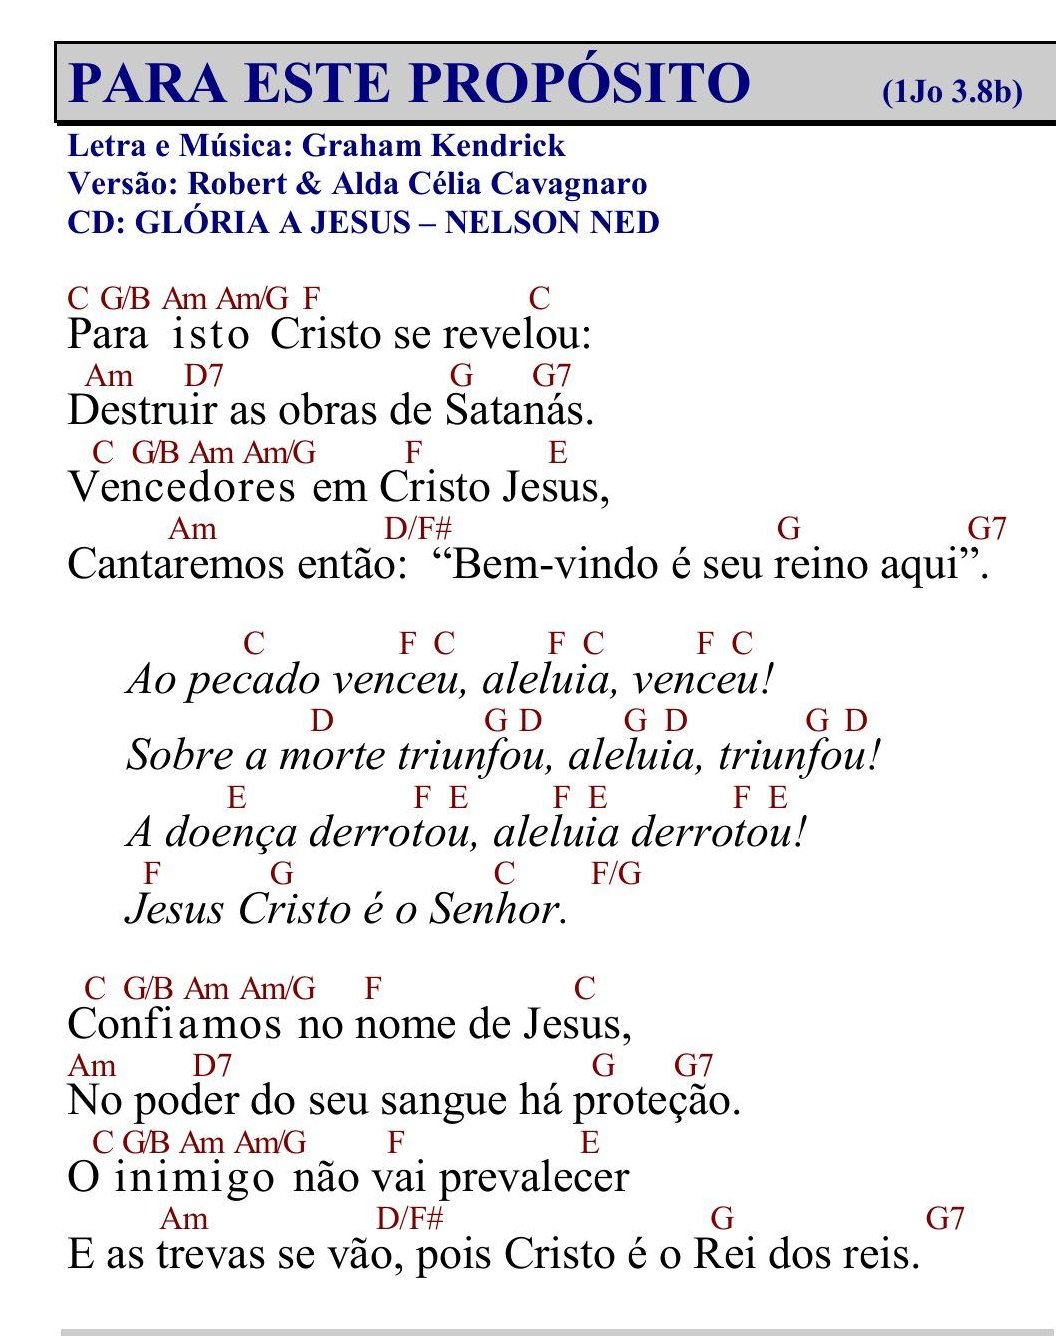 PARA ESTE PROPÓSITO (1Jo 3.8b)
Letra e Música: Graham Kendrick
Versão: Robert & Alda Célia Cavagnaro
CD: GLÓRIA A JESUS – NELSON NED
C G/B Am Am/G F C
Para isto Cristo se revelou:
Am D7 G G7
Destruir as obras de Satanás.
C G/B Am Am/G F E
Vencedores em Cristo Jesus,
Am D/F# G G7
Cantaremos então: “Bem-vindo é seu reino aqui”.
C F C F C F C
Ao pecado venceu, aleluia, venceu!
D G D G D G D
Sobre a morte triunfou, aleluia, triunfou!
E F E F E F E
A doença derrotou, aleluia derrotou!
F G C F/G
Jesus Cristo é o Senhor.
C G/B Am Am/G F C
Confiamos no nome de Jesus,
Am D7 G G7
No poder do seu sangue há proteção.
C G/B Am Am/G F E
O inimigo não vai prevalecer
Am D/F# G G7
E as trevas se vão, pois Cristo é o Rei dos reis.